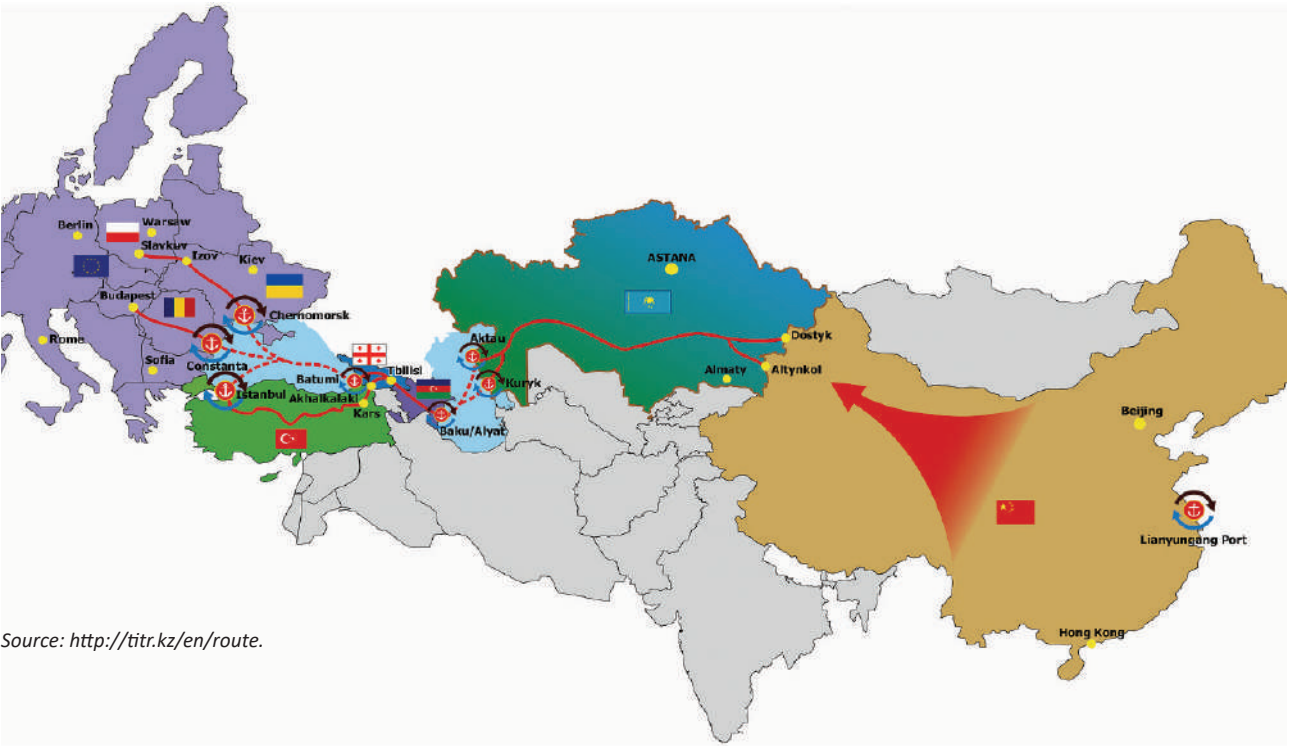 Berlin
Warsaw
Slavkuv
Izov
Kiev
Budapest
Chernomorsk
Rome
Sofia
Constanta
Istanbul
Batumi
Tbilisi
Akhalkalaki
Kars
Baku/Alyat
Aktau
Kuryk
ASTANA
Dostyk
Almaty
Altynkol
Beijing
Lianyungang Port
Hong Kong
Source: http://titr.kz/en/route.